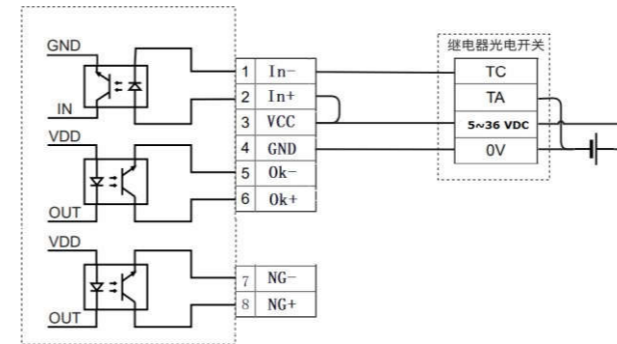 GND
IN
VDD
OUT
VDD
OUT
1 In-
2 In+
3 VCC
4 GND
5 Ok-
6 Ok+
7 NG-
8 NG+
继电器光电开关
TC
TA
5~36 VDC
0V